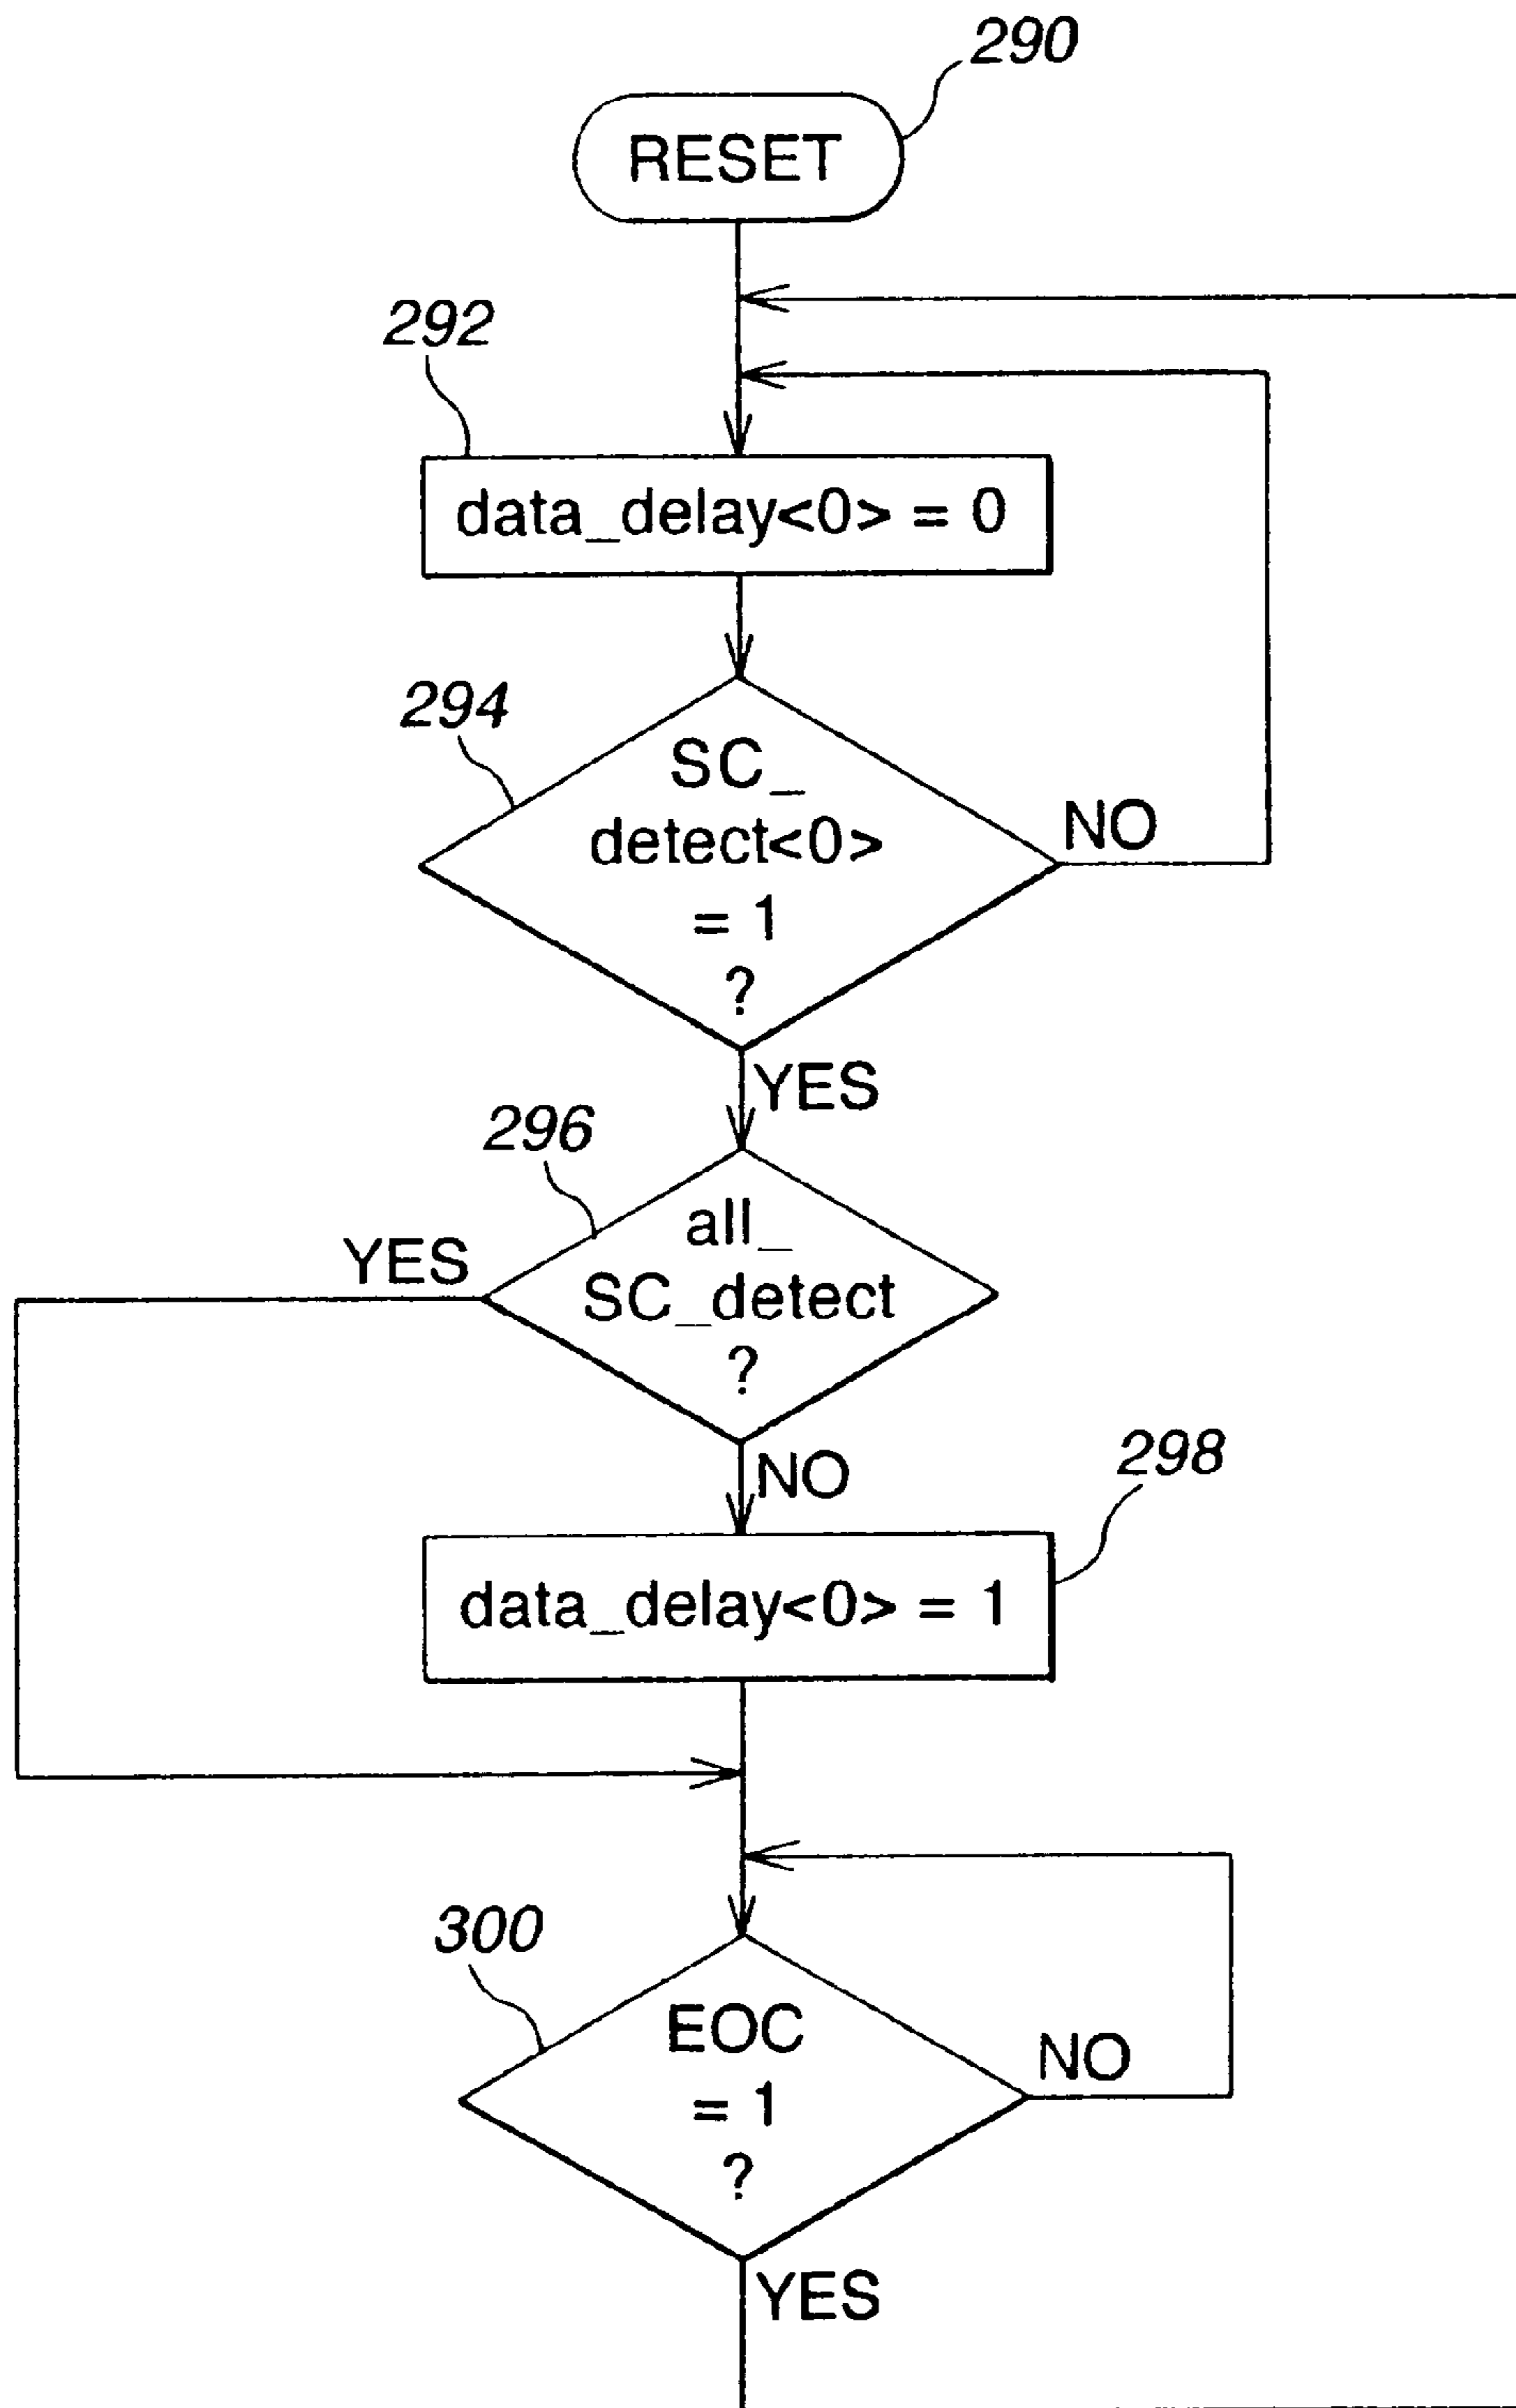 290
RESET
292
data_delay<0> = 0
294
SC_
detect<0>
= 1
?
NO
YES
296
all_
SC_detect
?
YES
NO
298
data_delay<0> = 1
300
EOC
= 1
?
NO
YES